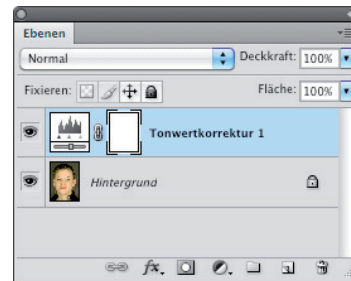 Ebenen
Normal Deckkraft: 100%
Fixieren: Fläche: 100%
Tonwertkorrektur 1
Hintergrund
fx.